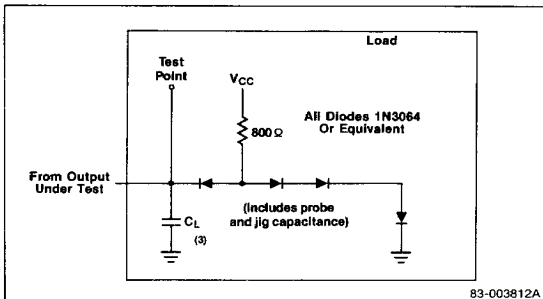 Load
Test
Point
VCC
All Diodes 1N3064
Or Equivalent
800 Ω
From Output
Under Test
(Includes probe
and jig capacitance)
CL
(3)
83-003812A